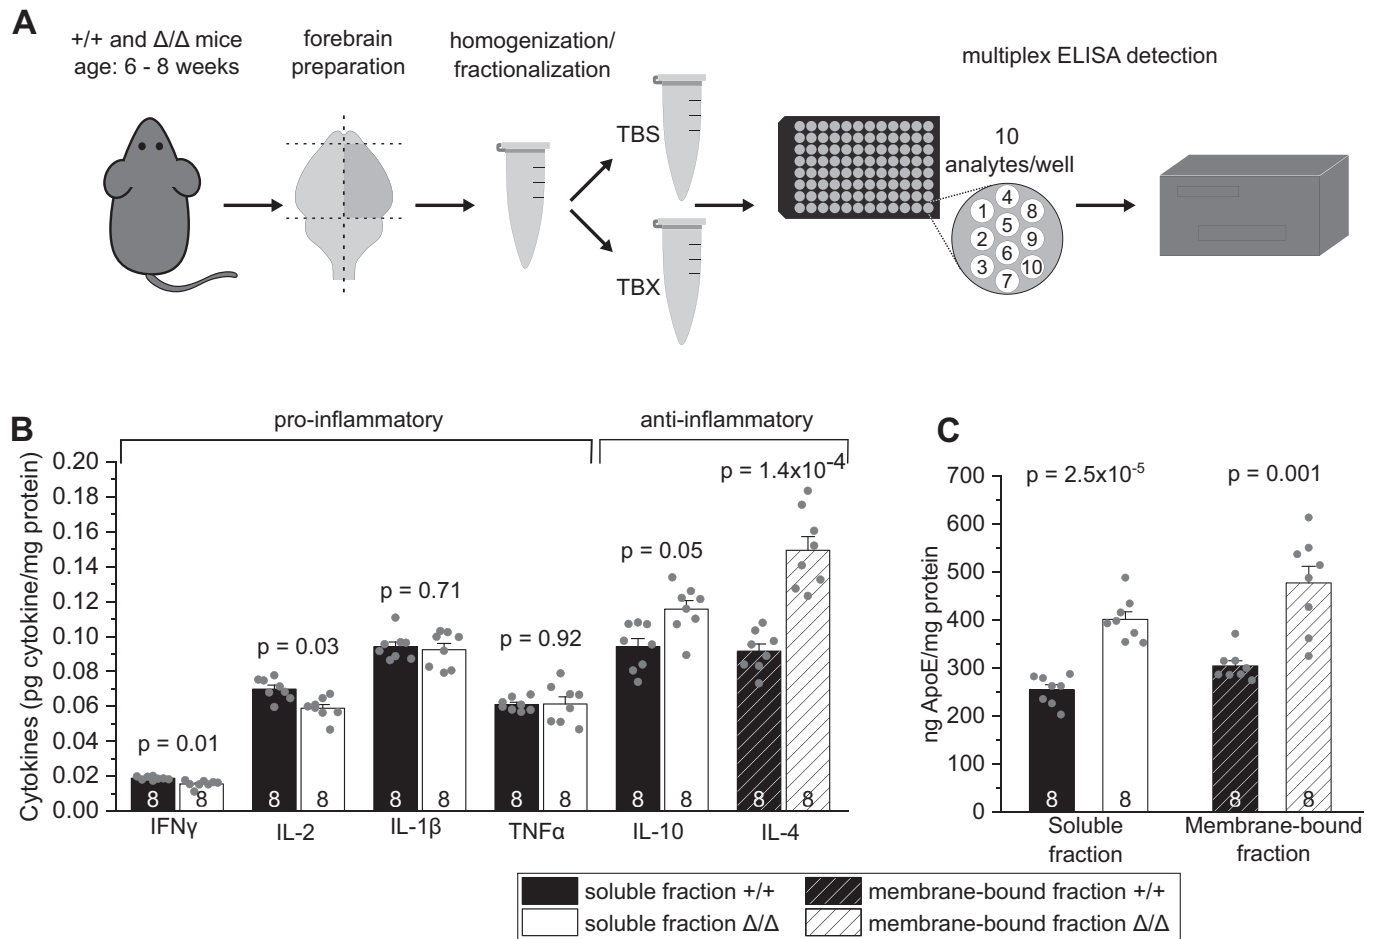 A
+/+ and Δ/Δ mice
age: 6 - 8 weeks
forebrain
preparation
homogenization/
fractionalization
multiplex ELISA detection
TBS
TBX
10
analytes/well
1
2
3
4
5
6
7
8
9
10
B
pro-inflammatory
anti-inflammatory
Cytokines (pg cytokine/mg protein)
0.20
0.18
0.16
0.14
0.12
0.10
0.08
0.06
0.04
0.02
0.00
p = 0.01
p = 0.03
p = 0.71
p = 0.92
p = 0.05
p = 1.4x10⁻⁴
8 8 8 8 8 8 8 8 8 8 8 8
IFNγ IL-2 IL-1β TNFα IL-10 IL-4
C
ng ApoE/mg protein
700
600
500
400
300
200
100
0
p = 2.5x10⁻⁵
p = 0.001
8 8 8 8
Soluble
fraction
Membrane-bound
fraction
soluble fraction +/+
soluble fraction Δ/Δ
membrane-bound fraction +/+
membrane-bound fraction Δ/Δ